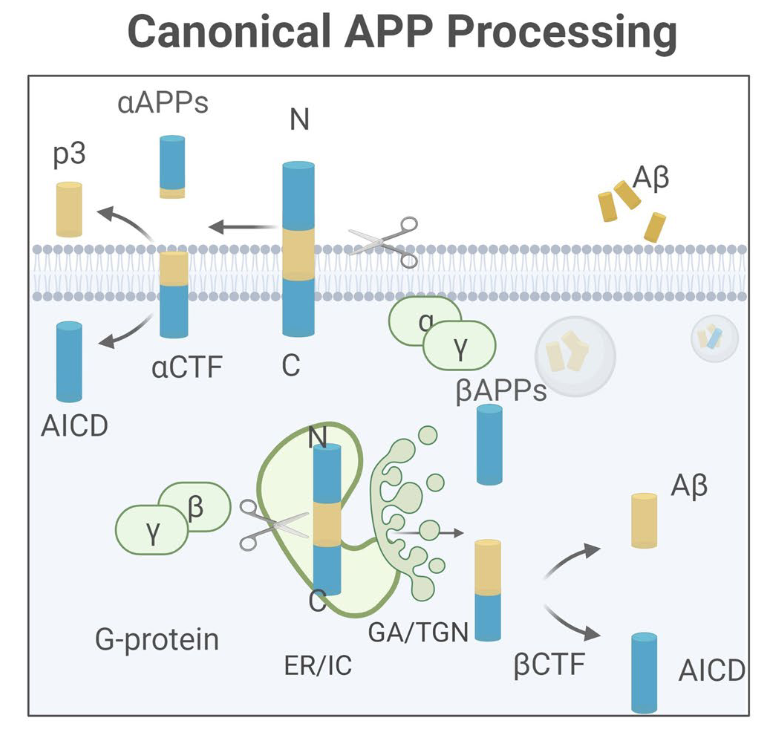 Canonical APP Processing
αAPPs
N
p3
Aβ
α
γ
C
αCTF
βAPPs
AICD
N
Aβ
β
γ
C
GA/TGN
G-protein
ER/IC
βCTF
AICD